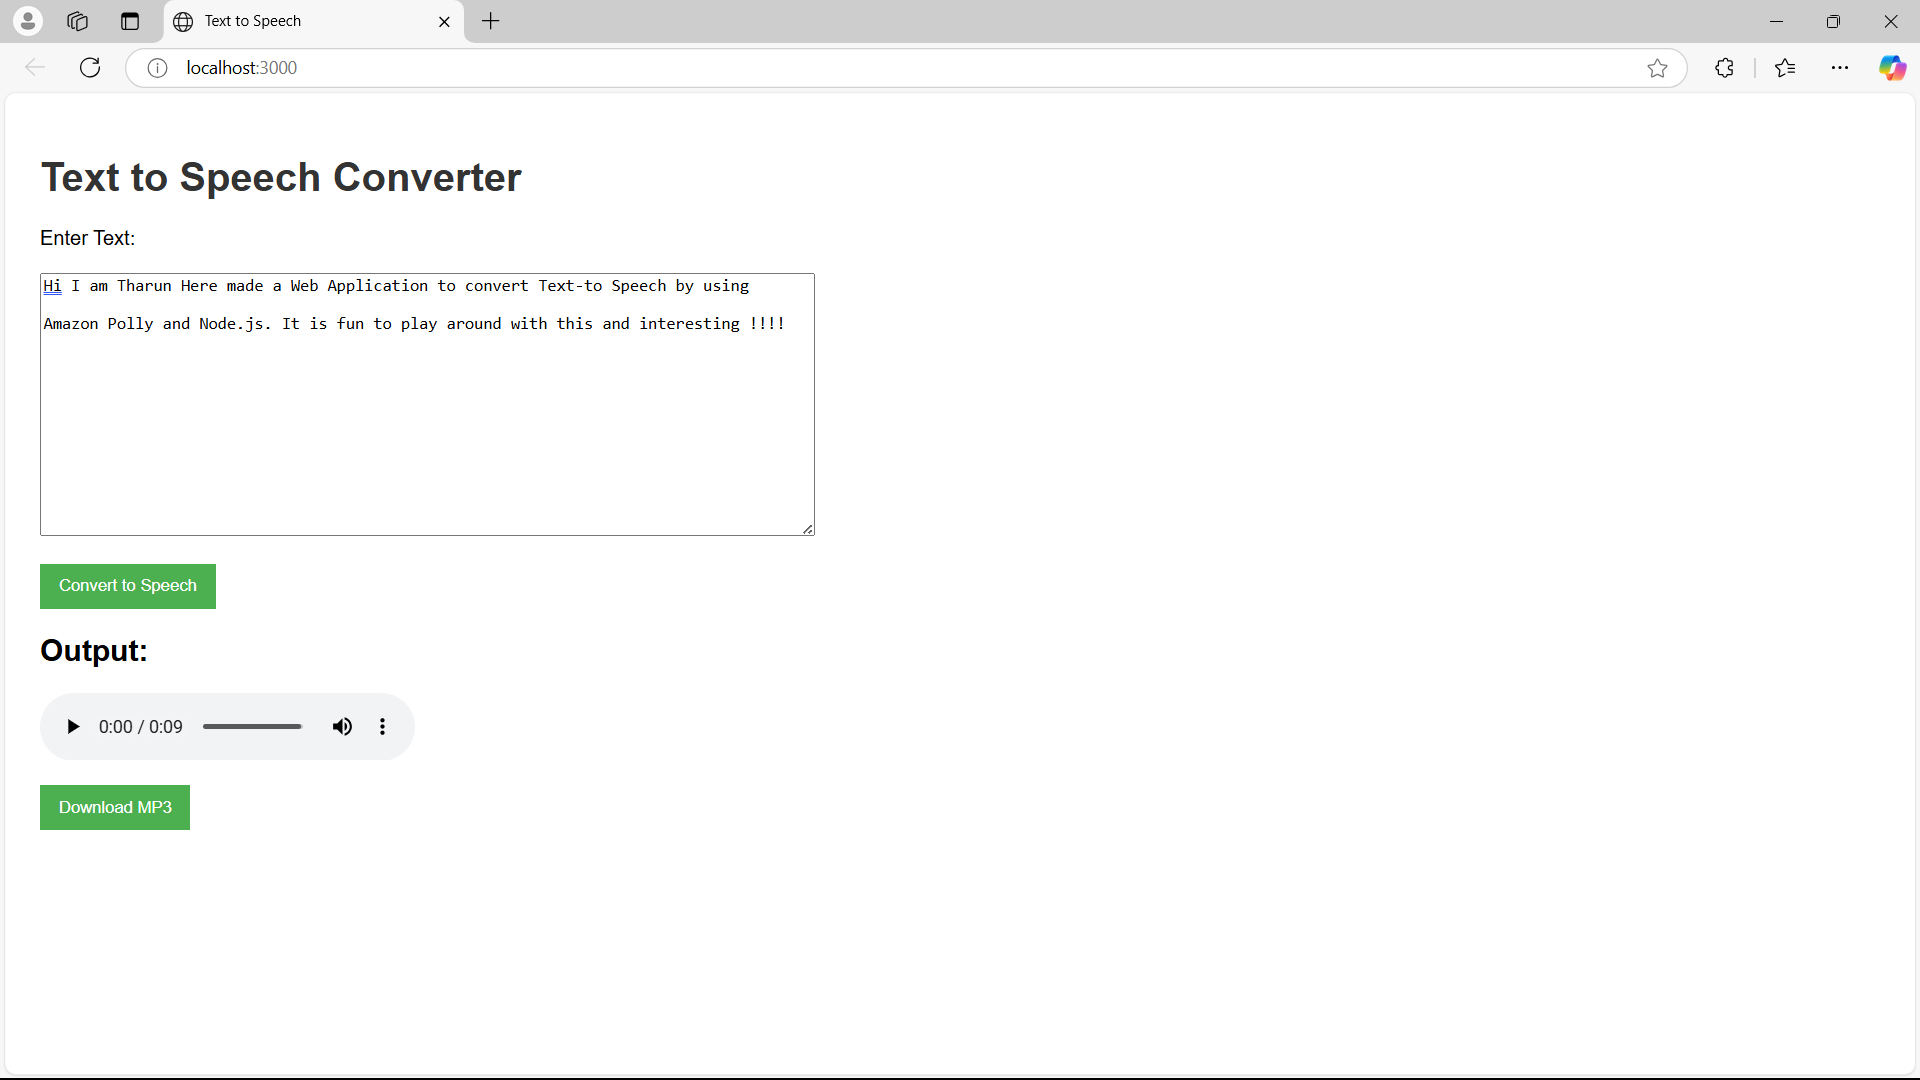 Text to Speech
localhost:3000
Text to Speech Converter
Enter Text:
Hi I am Tharun Here made a Web Application to convert Text-to Speech by using
Amazon Polly and Node.js. It is fun to play around with this and interesting !!!!
Convert to Speech
Output:
0:00 / 0:09
Download MP3